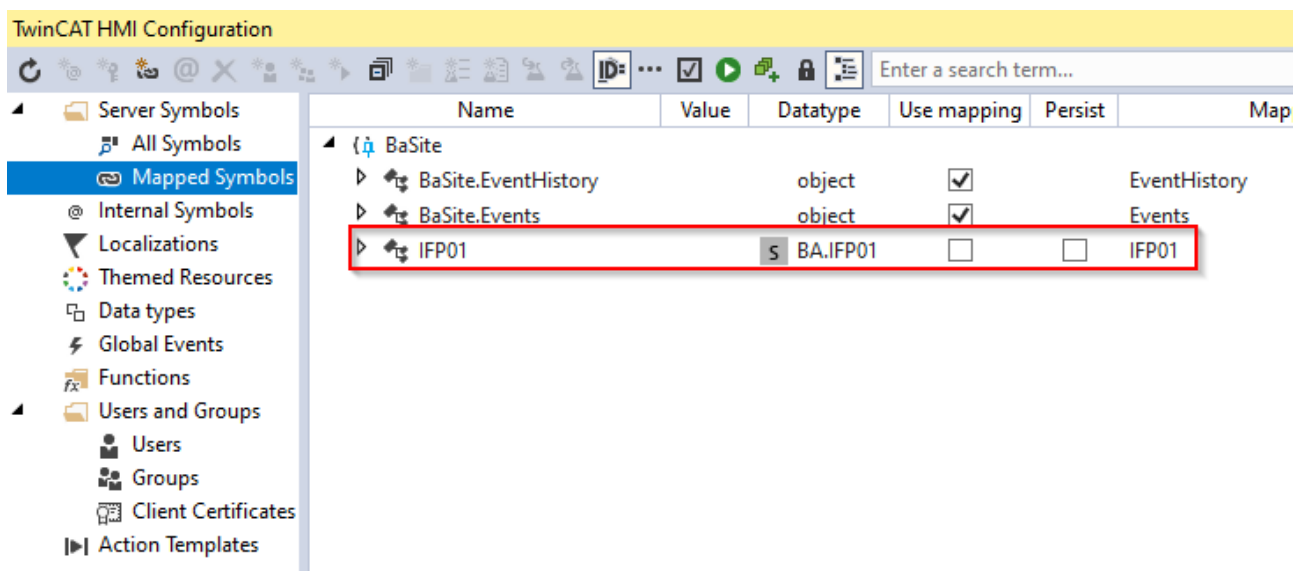 TwinCAT HMI Configuration
ID= ... Enter a search term...
Server Symbols
All Symbols
Mapped Symbols
@ Internal Symbols
Localizations
Themed Resources
Data types
Global Events
fx Functions
Users and Groups
Users
Groups
Client Certificates
Action Templates
Name Value Datatype Use mapping Persist Map
BaSite
BaSite.EventHistory object EventHistory
BaSite.Events object Events
IFP01 S BA.IFP01 IFP01